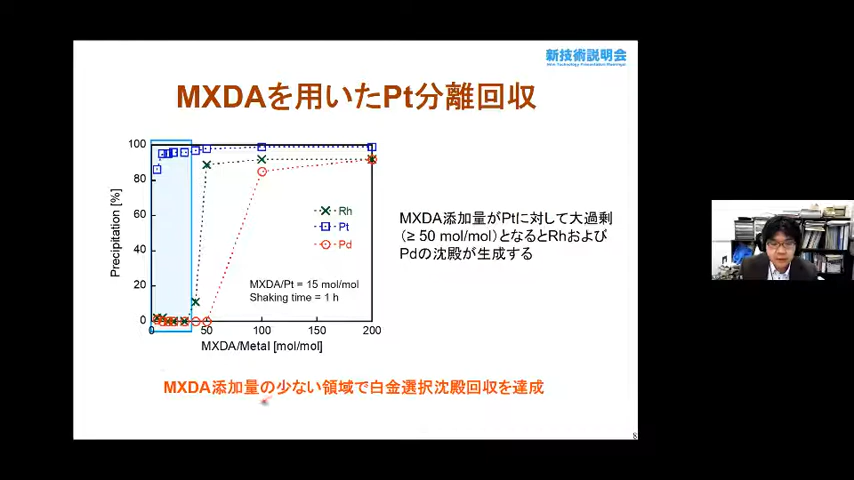 新技術説明会
New Technology Presentation Meetings!
MXDAを用いたPt分離回収
100
80
60
40
20
0
Precipitation [%]
Rh
Pt
Pd
MXDA/Pt = 15 mol/mol
Shaking time = 1 h
0
50
100
150
200
MXDA/Metal [mol/mol]
MXDA添加量がPtに対して大過剰
(≥ 50 mol/mol)となるとRhおよび
Pdの沈殿が生成する
MXDA添加量の少ない領域で白金選択沈殿回収を達成
8